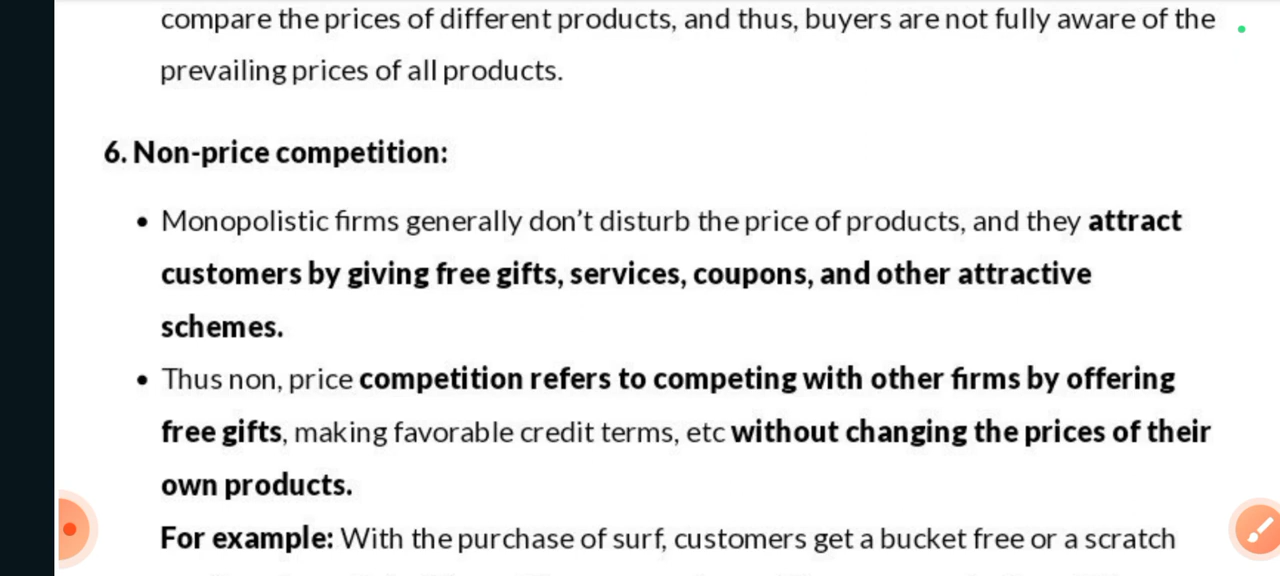 compare the prices of different products, and thus, buyers are not fully aware of the
prevailing prices of all products.
6. Non-price competition:
• Monopolistic firms generally don’t disturb the price of products, and they attract
customers by giving free gifts, services, coupons, and other attractive
schemes.
• Thus non, price competition refers to competing with other firms by offering
free gifts, making favorable credit terms, etc without changing the prices of their
own products.
For example: With the purchase of surf, customers get a bucket free or a scratch